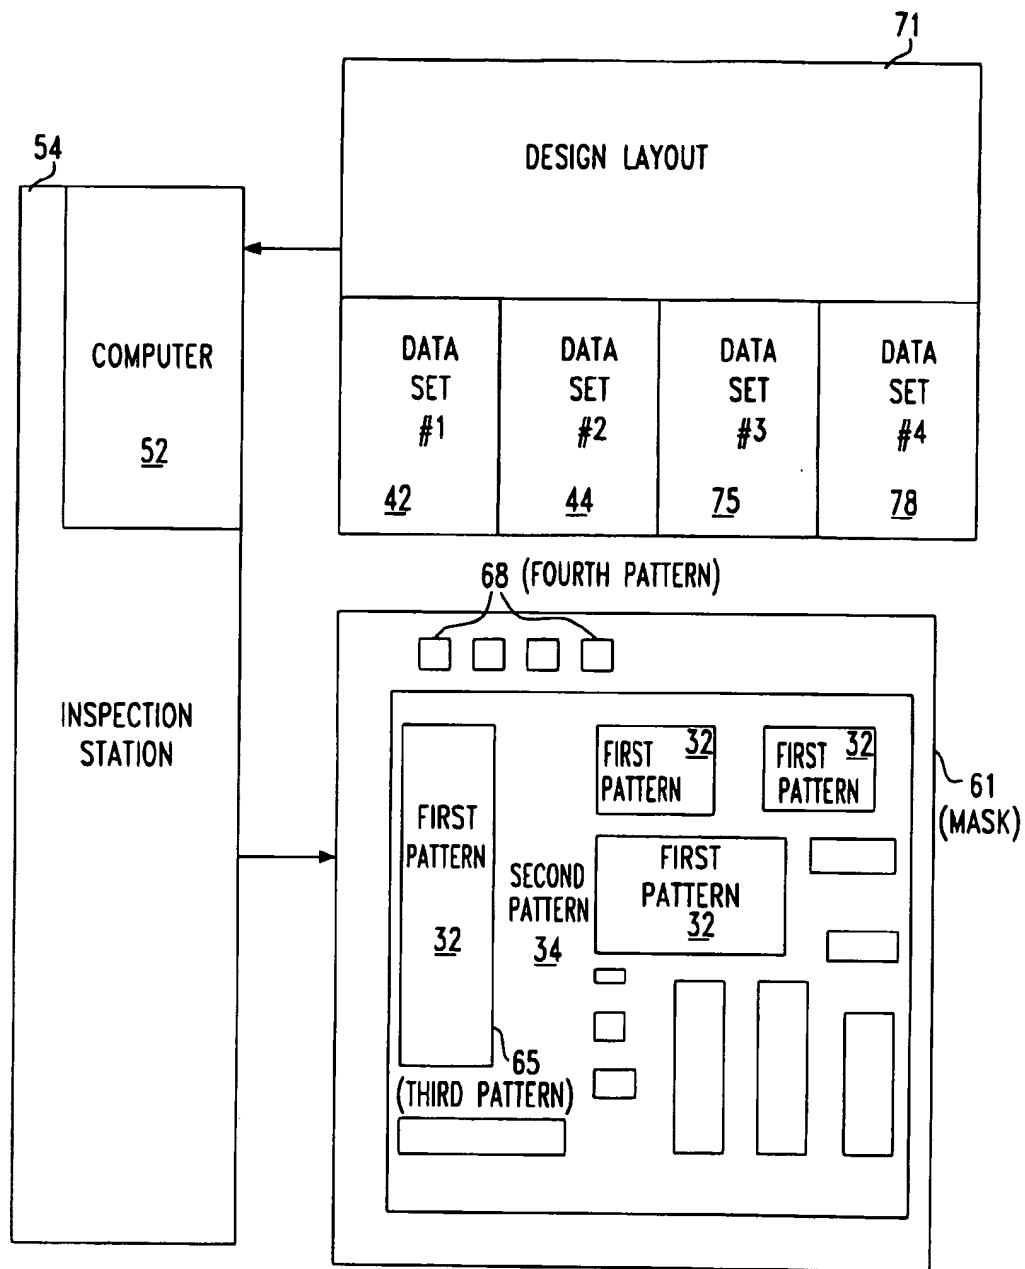 71
DESIGN LAYOUT
54
COMPUTER
52
DATA
SET
#1
42
DATA
SET
#2
44
DATA
SET
#3
75
DATA
SET
#4
78
68 (FOURTH PATTERN)
INSPECTION
STATION
FIRST
PATTERN
32
FIRST
PATTERN
32
FIRST
PATTERN
32
61
(MASK)
SECOND
PATTERN
34
FIRST
PATTERN
32
65
(THIRD PATTERN)